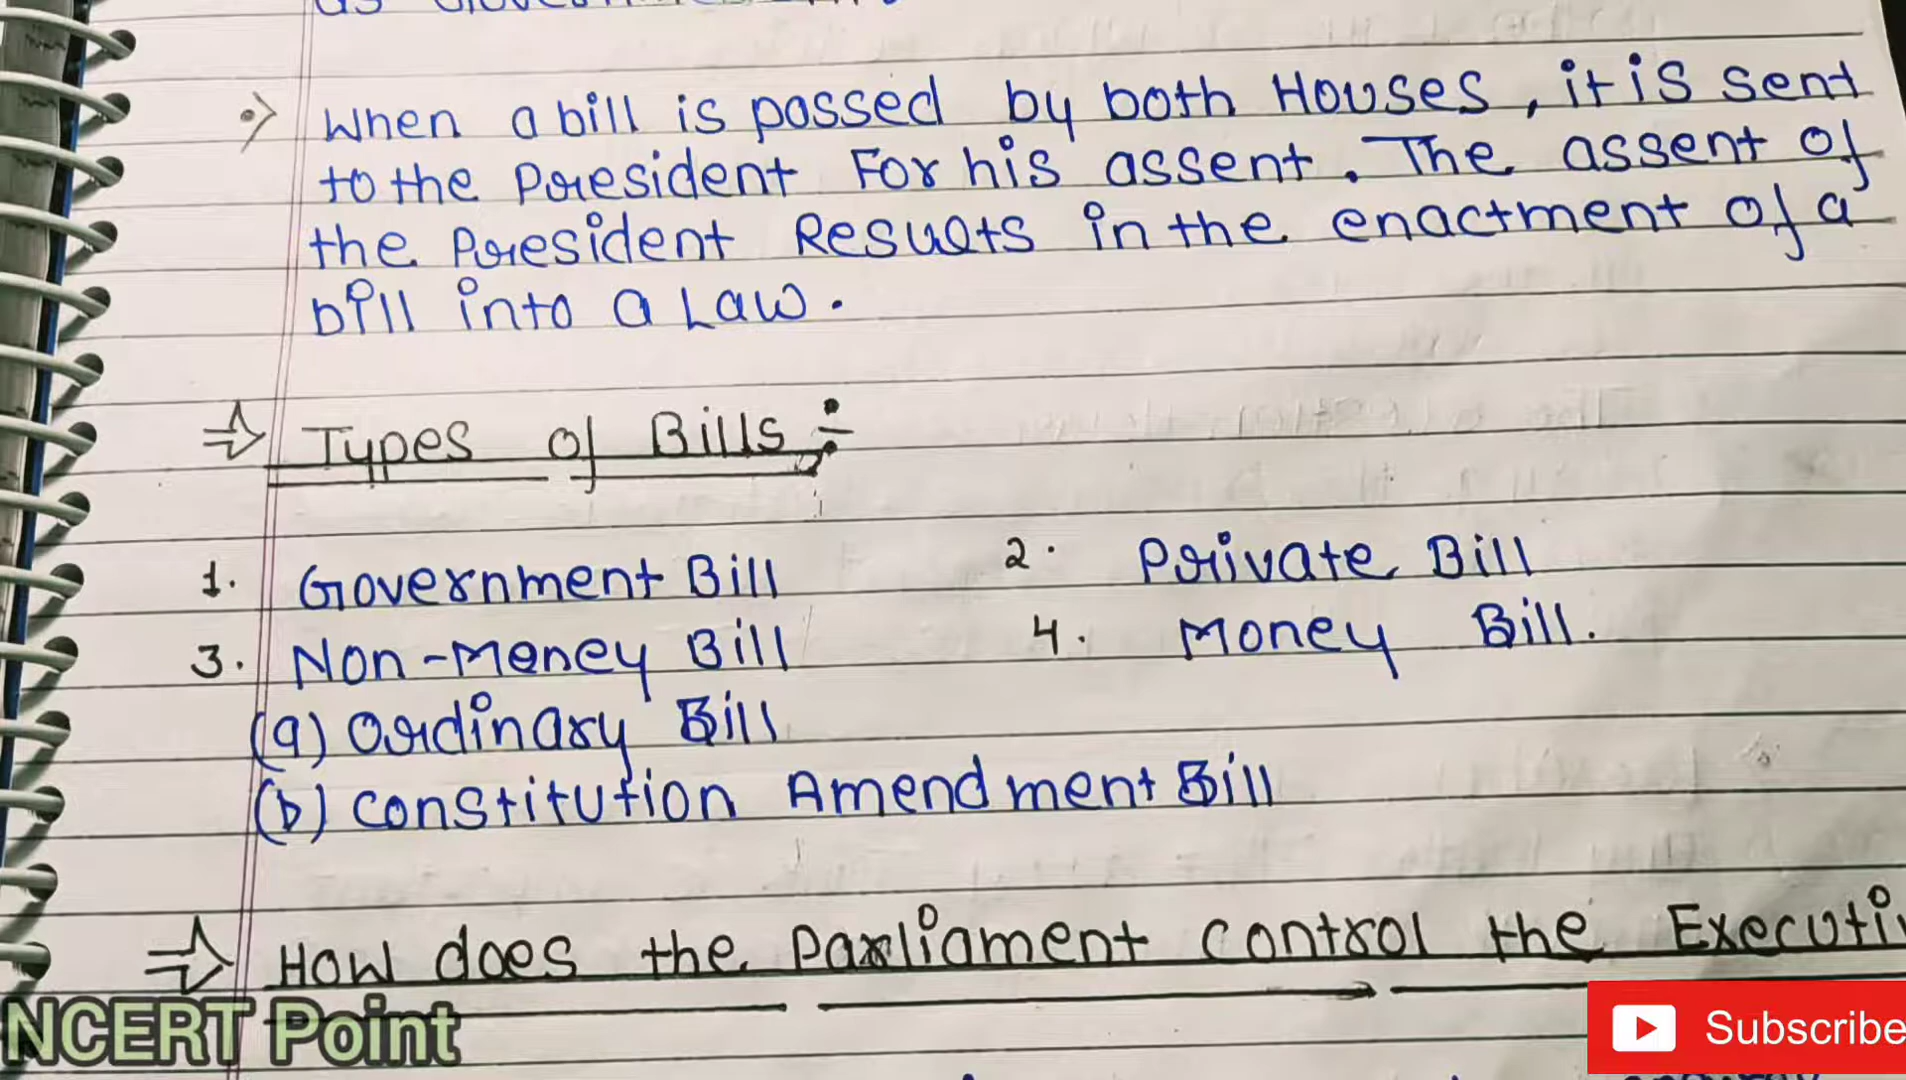 When a bill is passed by both Houses, it is sent
to the President For his assent. The assent of
the President Results in the enactment of a
bill into a Law.
⇒ Types of Bills ÷
1. Government Bill 2. Private Bill
3. Non-Money Bill 4. Money Bill.
(a) Ordinary Bill
(b) Constitution Amendment Bill
⇒ How does the Parliament control the Executi
NCERT Point
Subscribe